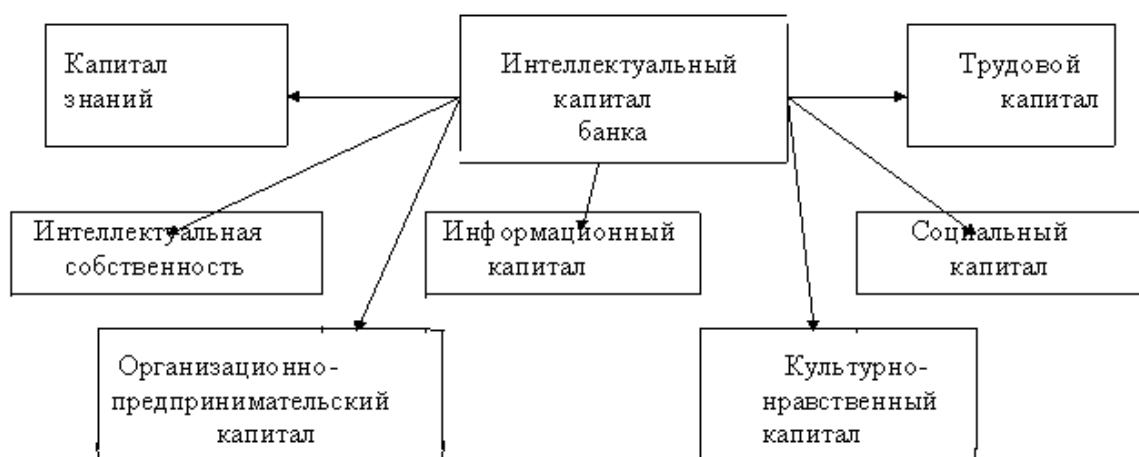 Капитал
знаний
Интеллектуальный
капитал
банка
Трудовой
капитал
Интеллектуальная
собственность
Информационный
капитал
Социальный
капитал
Организационно-
предпринимательский
капитал
Культурно-
нравственный
капитал